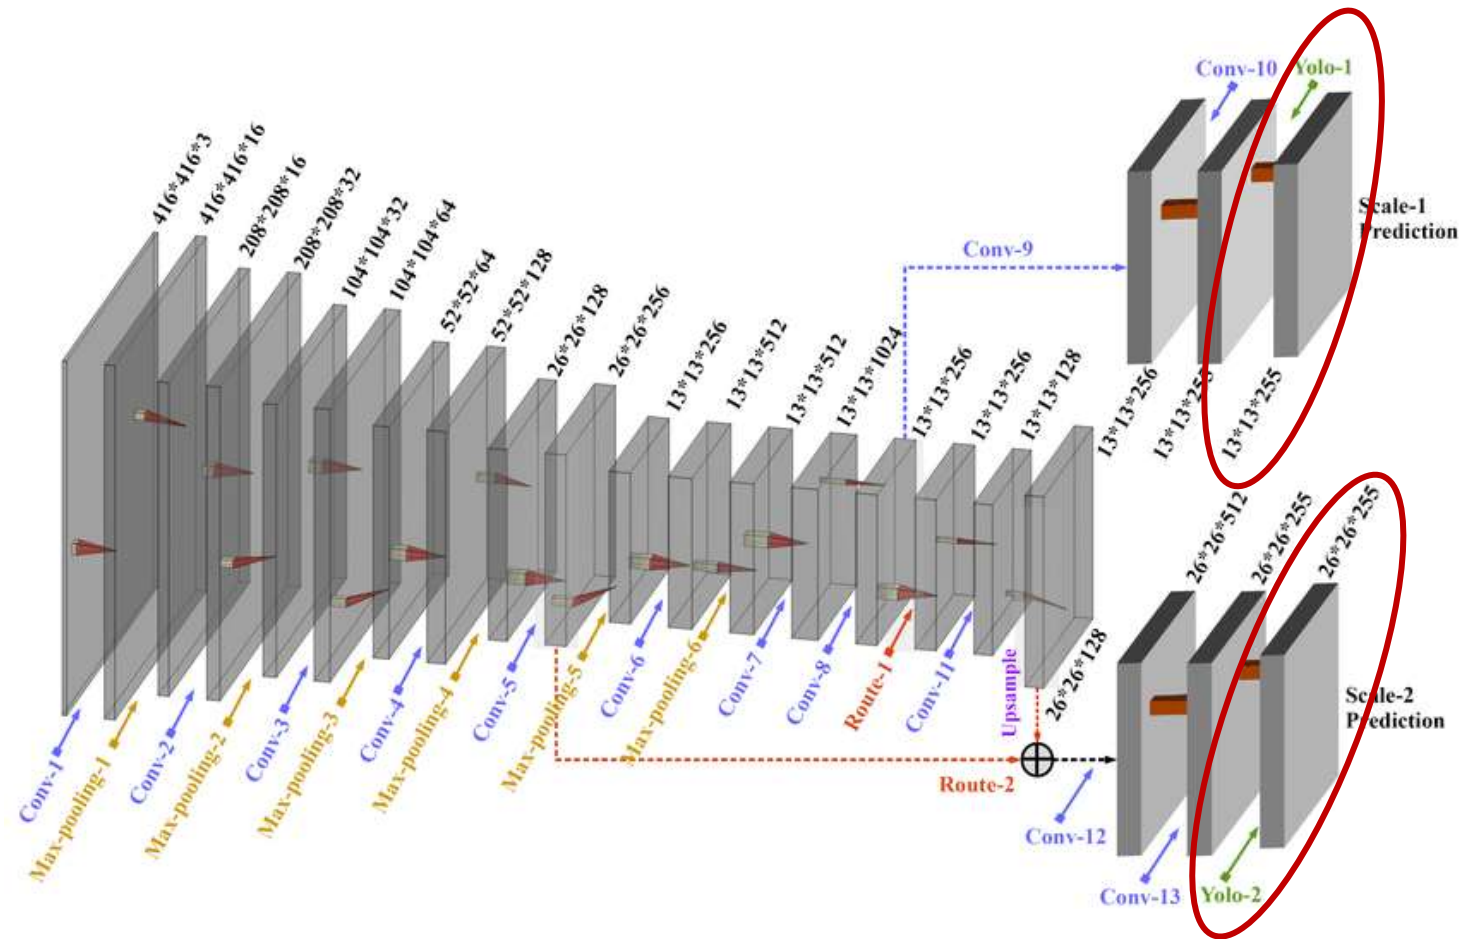 416*416*3
416*416*16
208*208*16
208*208*32
104*104*32
104*104*64
52*52*64
52*52*128
26*26*128
26*26*256
13*13*256
13*13*512
13*13*512
13*13*1024
13*13*256
13*13*256
13*13*128
26*26*128
Conv-1
Max-pooling-1
Conv-2
Max-pooling-2
Conv-3
Max-pooling-3
Conv-4
Max-pooling-4
Conv-5
Max-pooling-5
Conv-6
Max-pooling-6
Conv-7
Conv-8
Route-1
Conv-11
Upsample
Route-2
Conv-9
Conv-10
Yolo-1
13*13*256
13*13*255
13*13*255
Scale-1
Prediction
Conv-12
Conv-13
Yolo-2
26*26*512
26*26*255
26*26*255
Scale-2
Prediction